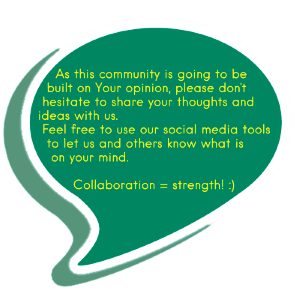 As this community is going to be
built on Your opinion, please don't
hesitate to share your thoughts and
ideas with us.
Feel free to use our social media tools
to let us and others know what is
on your mind.
Collaboration = strength! :)